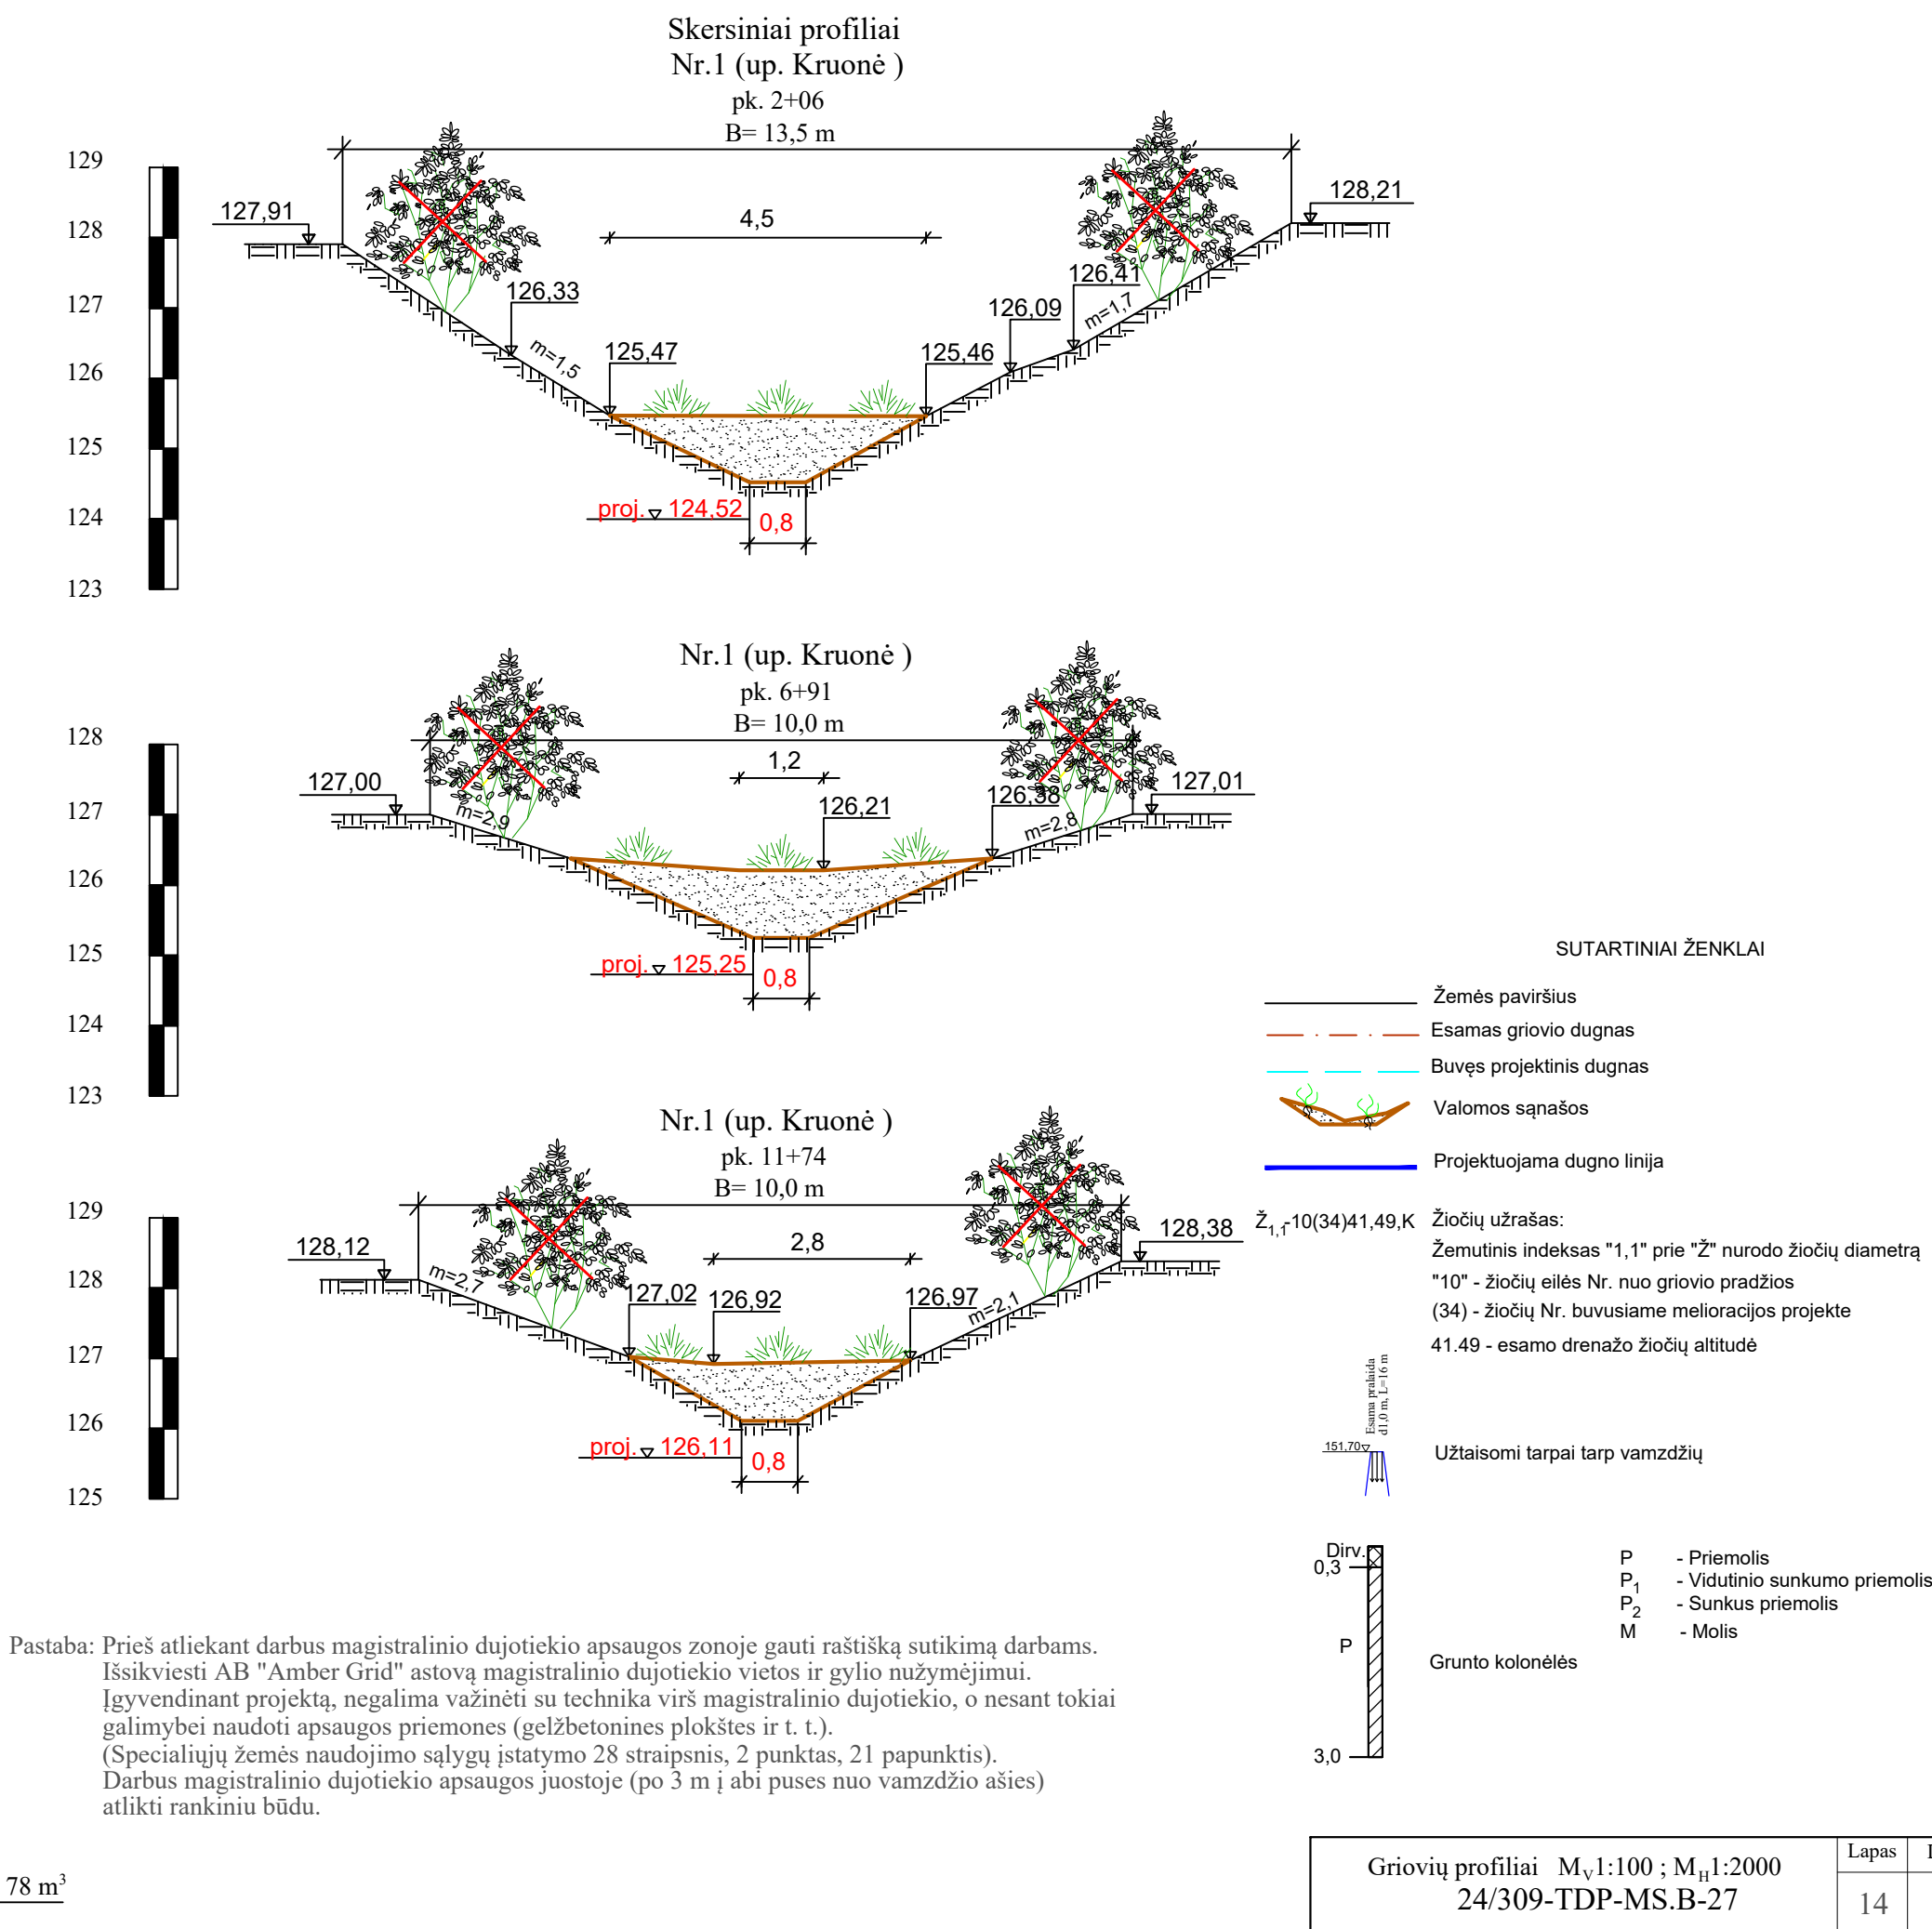 Skersiniai profiliai
Nr.1 (up. Kruonė )
pk. 2+06
B= 13,5 m
129
128
127
126
125
124
123
127,91
128,21
4,5
126,33
126,41
126,09
m=1,7
m=1,5
125,47
125,46
proj. 124,52
0,8
Nr.1 (up. Kruonė )
pk. 6+91
B= 10,0 m
128
127
126
125
124
123
1,2
127,00
127,01
126,21
126,38
m=2,9
m=2,8
proj. 125,25
0,8
Nr.1 (up. Kruonė )
pk. 11+74
B= 10,0 m
129
128
127
126
125
128,12
128,38
2,8
m=2,7
127,02
126,92
126,97
m=2,1
proj. 126,11
0,8
SUTARTINIAI ŽENKLAI
Žemės paviršius
Esamas griovio dugnas
Buvęs projektinis dugnas
Valomos sąnašos
Projektuojama dugno linija
Ž1,1-10(34)41,49,K
Žiočių užrašas:
Žemutinis indeksas "1,1" prie "Ž" nurodo žiočių diametrą
"10" - žiočių eilės Nr. nuo griovio pradžios
(34) - žiočių Nr. buvusiame melioracijos projekte
41.49 - esamo drenažo žiočių altitudė
Esama pralaida
d1,0 m, L=16 m
151,70
Užtaisomi tarpai tarp vamzdžių
Dirv.
0,3
P
3,0
Grunto kolonėlės
P - Priemolis
P1 - Vidutinio sunkumo priemolis
P2 - Sunkus priemolis
M - Molis
Pastaba: Prieš atliekant darbus magistralinio dujotiekio apsaugos zonoje gauti raštišką sutikimą darbams.
Išsikviesti AB "Amber Grid" astovą magistralinio dujotiekio vietos ir gylio nužymėjimui.
Įgyvendinant projektą, negalima važinėti su technika virš magistralinio dujotiekio, o nesant tokiai
galimybei naudoti apsaugos priemones (gelžbetonines plokštes ir t. t.).
(Specialiųjų žemės naudojimo sąlygų įstatymo 28 straipsnis, 2 punktas, 21 papunktis).
Darbus magistralinio dujotiekio apsaugos juostoje (po 3 m į abi puses nuo vamzdžio ašies)
atlikti rankiniu būdu.
78 m³
Griovių profiliai MV1:100 ; MH1:2000
24/309-TDP-MS.B-27
Lapas
14